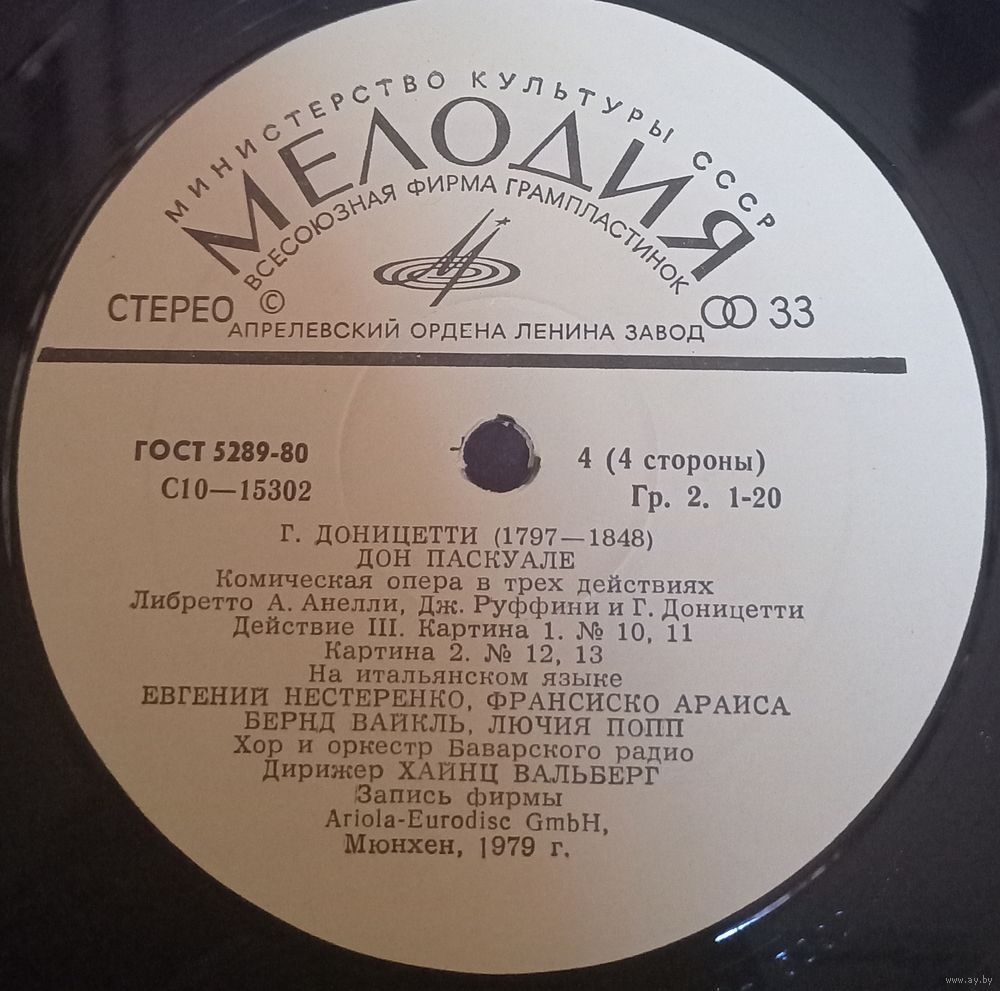 МИНИСТЕРСТВО КУЛЬТУРЫ СССР
МЕЛОДИЯ
ВСЕСОЮЗНАЯ ФИРМА ГРАМПЛАСТИНОК
СТЕРЕО © 33
АПРЕЛЕВСКИЙ ОРДЕНА ЛЕНИНА ЗАВОД
ГОСТ 5289-80
С10—15302
4 (4 стороны)
Гр. 2. 1-20
Г. ДОНИЦЕТТИ (1797—1848)
ДОН ПАСКУАЛЕ
Комическая опера в трех действиях
Либретто А. Анелли, Дж. Руффини и Г. Доницетти
Действие III. Картина 1. № 10, 11
Картина 2. № 12, 13
На итальянском языке
ЕВГЕНИЙ НЕСТЕРЕНКО, ФРАНСИСКО АРАИСА
БЕРНД ВАЙКЛЬ, ЛЮЧИЯ ПОПП
Хор и оркестр Баварского радио
Дирижер ХАЙНЦ ВАЛЬБЕРГ
Запись фирмы
Ariola-Eurodisc GmbH,
Мюнхен, 1979 г.
www.ay.by